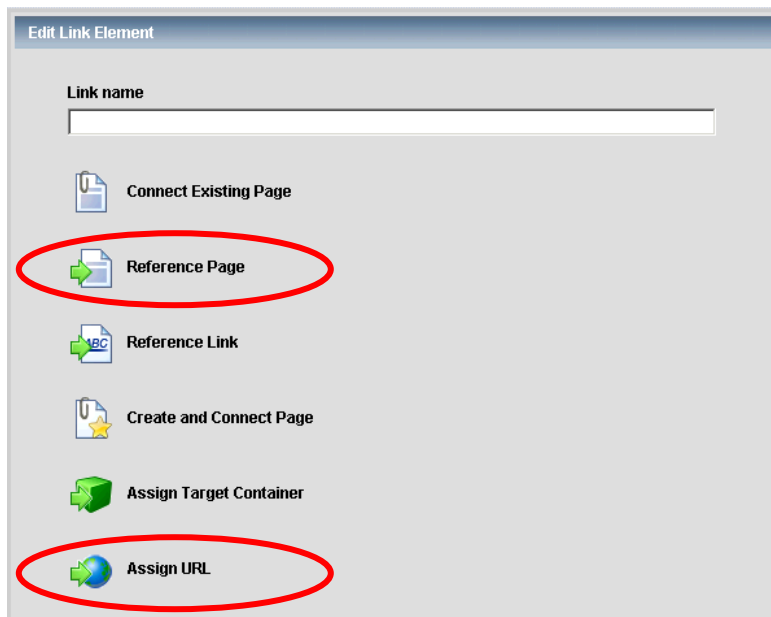 Edit Link Element
Link name
Connect Existing Page
Reference Page
ABC
Reference Link
Create and Connect Page
Assign Target Container
Assign URL